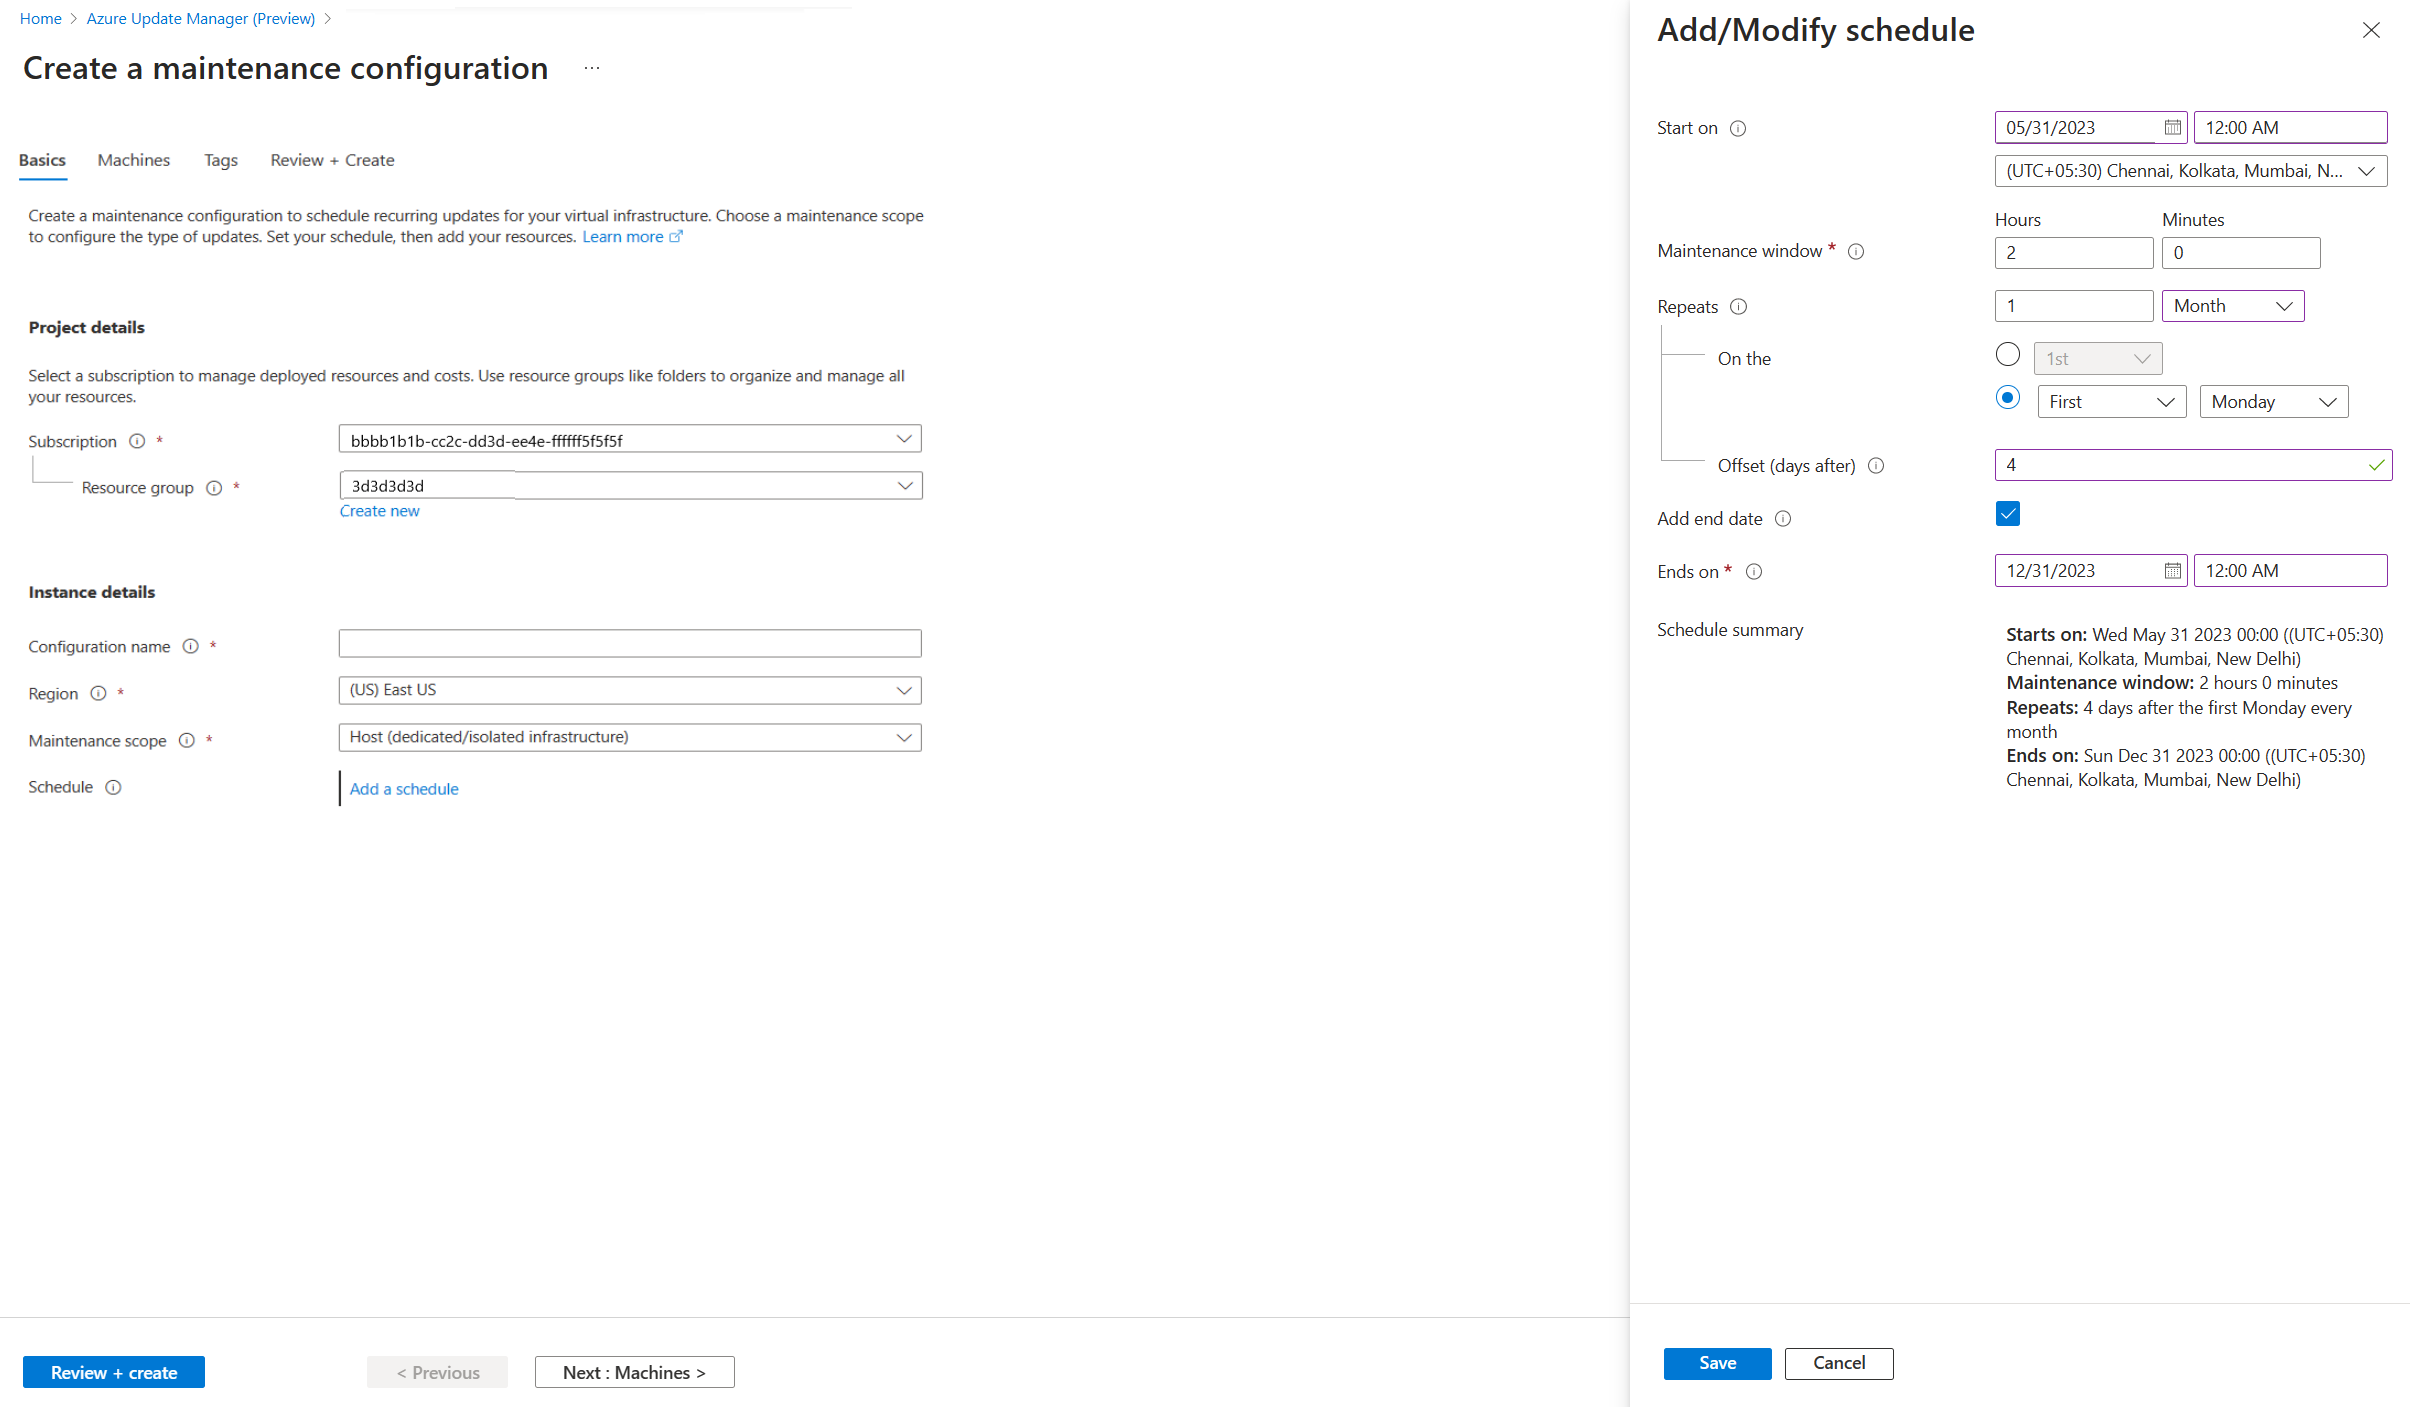 Home > Azure Update Manager (Preview) >
Create a maintenance configuration ...
Basics Machines Tags Review + Create
Create a maintenance configuration to schedule recurring updates for your virtual infrastructure. Choose a maintenance scope
to configure the type of updates. Set your schedule, then add your resources. Learn more
Project details
Select a subscription to manage deployed resources and costs. Use resource groups like folders to organize and manage all
your resources.
Subscription * bbbb1b1b-cc2c-dd3d-ee4e-ffffff5f5f5f
Resource group * 3d3d3d3d
Create new
Instance details
Configuration name *
Region * (US) East US
Maintenance scope * Host (dedicated/isolated infrastructure)
Schedule Add a schedule
Review + create < Previous Next : Machines >
Add/Modify schedule
Start on 05/31/2023 12:00 AM
(UTC+05:30) Chennai, Kolkata, Mumbai, N...
Hours Minutes
Maintenance window * 2 0
Repeats 1 Month
On the 1st
First Monday
Offset (days after) 4
Add end date
Ends on * 12/31/2023 12:00 AM
Schedule summary
Starts on: Wed May 31 2023 00:00 ((UTC+05:30)
Chennai, Kolkata, Mumbai, New Delhi)
Maintenance window: 2 hours 0 minutes
Repeats: 4 days after the first Monday every
month
Ends on: Sun Dec 31 2023 00:00 ((UTC+05:30)
Chennai, Kolkata, Mumbai, New Delhi)
Save Cancel